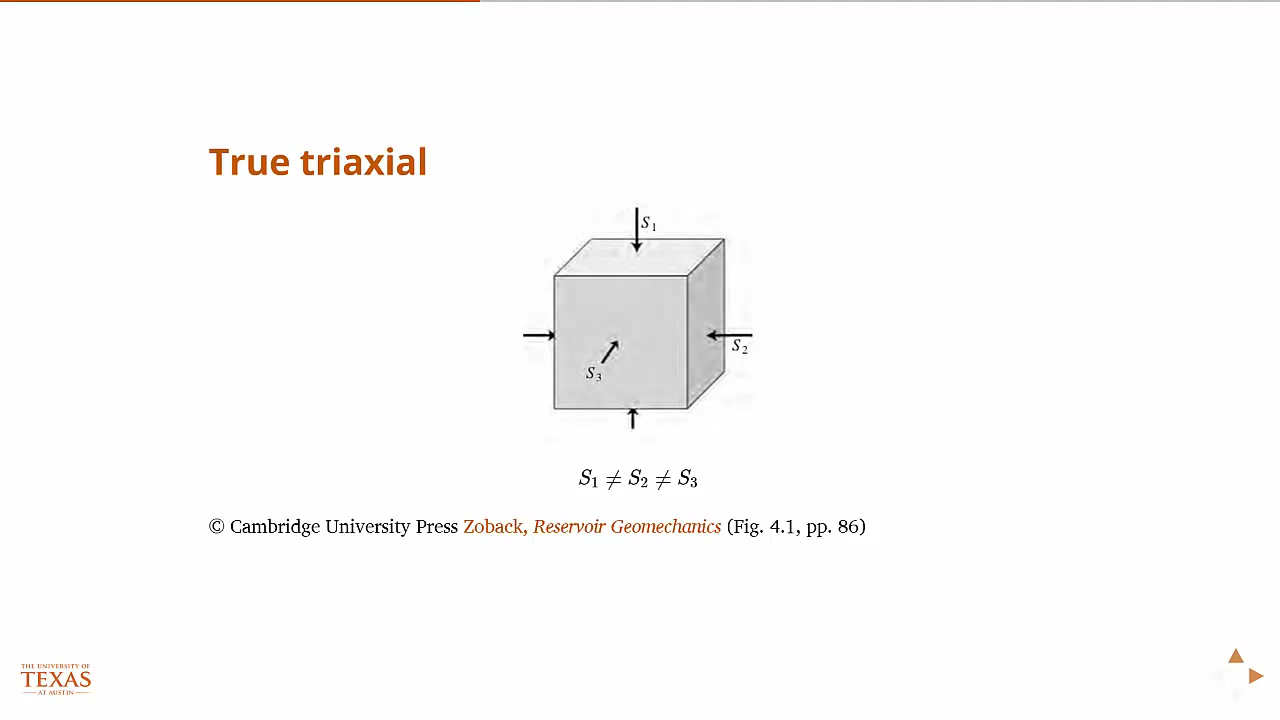 True triaxial
S₁
S₂
S₃
S₁ ≠ S₂ ≠ S₃
© Cambridge University Press Zoback, Reservoir Geomechanics (Fig. 4.1, pp. 86)
THE UNIVERSITY OF
TEXAS
AT AUSTIN